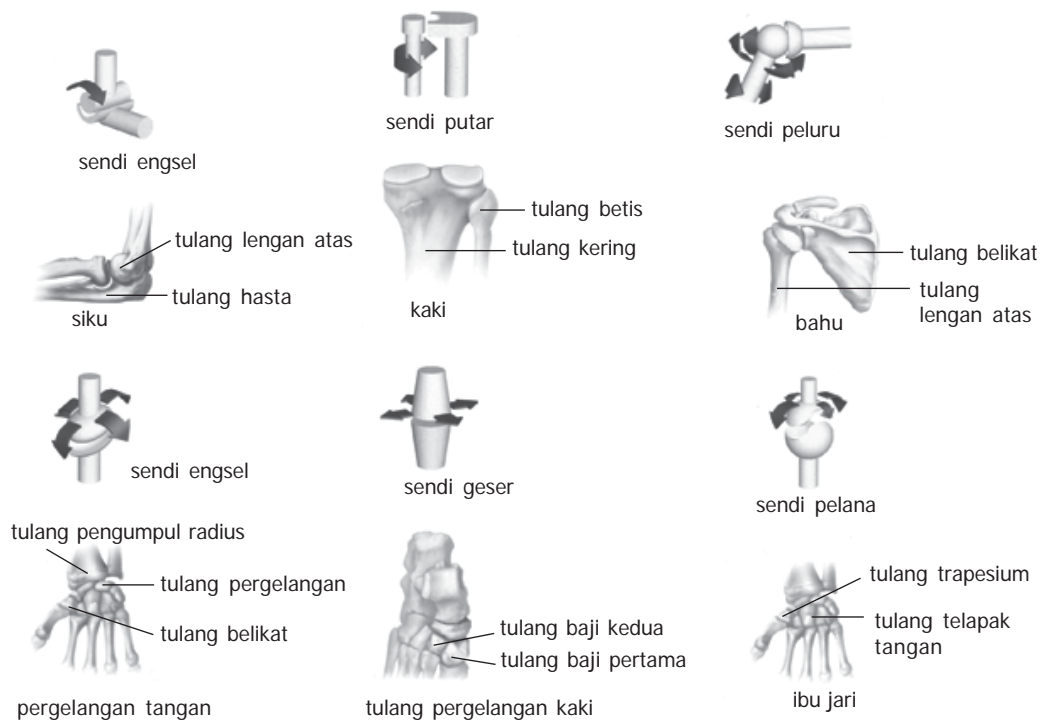 sendi engsel
sendi putar
sendi peluru
tulang lengan atas
tulang hasta
siku
tulang betis
tulang kering
kaki
tulang belikat
tulang
lengan atas
bahu
sendi engsel
sendi geser
sendi pelana
tulang pengumpul radius
tulang pergelangan
tulang belikat
pergelangan tangan
tulang baji kedua
tulang baji pertama
tulang pergelangan kaki
tulang trapesium
tulang telapak
tangan
ibu jari